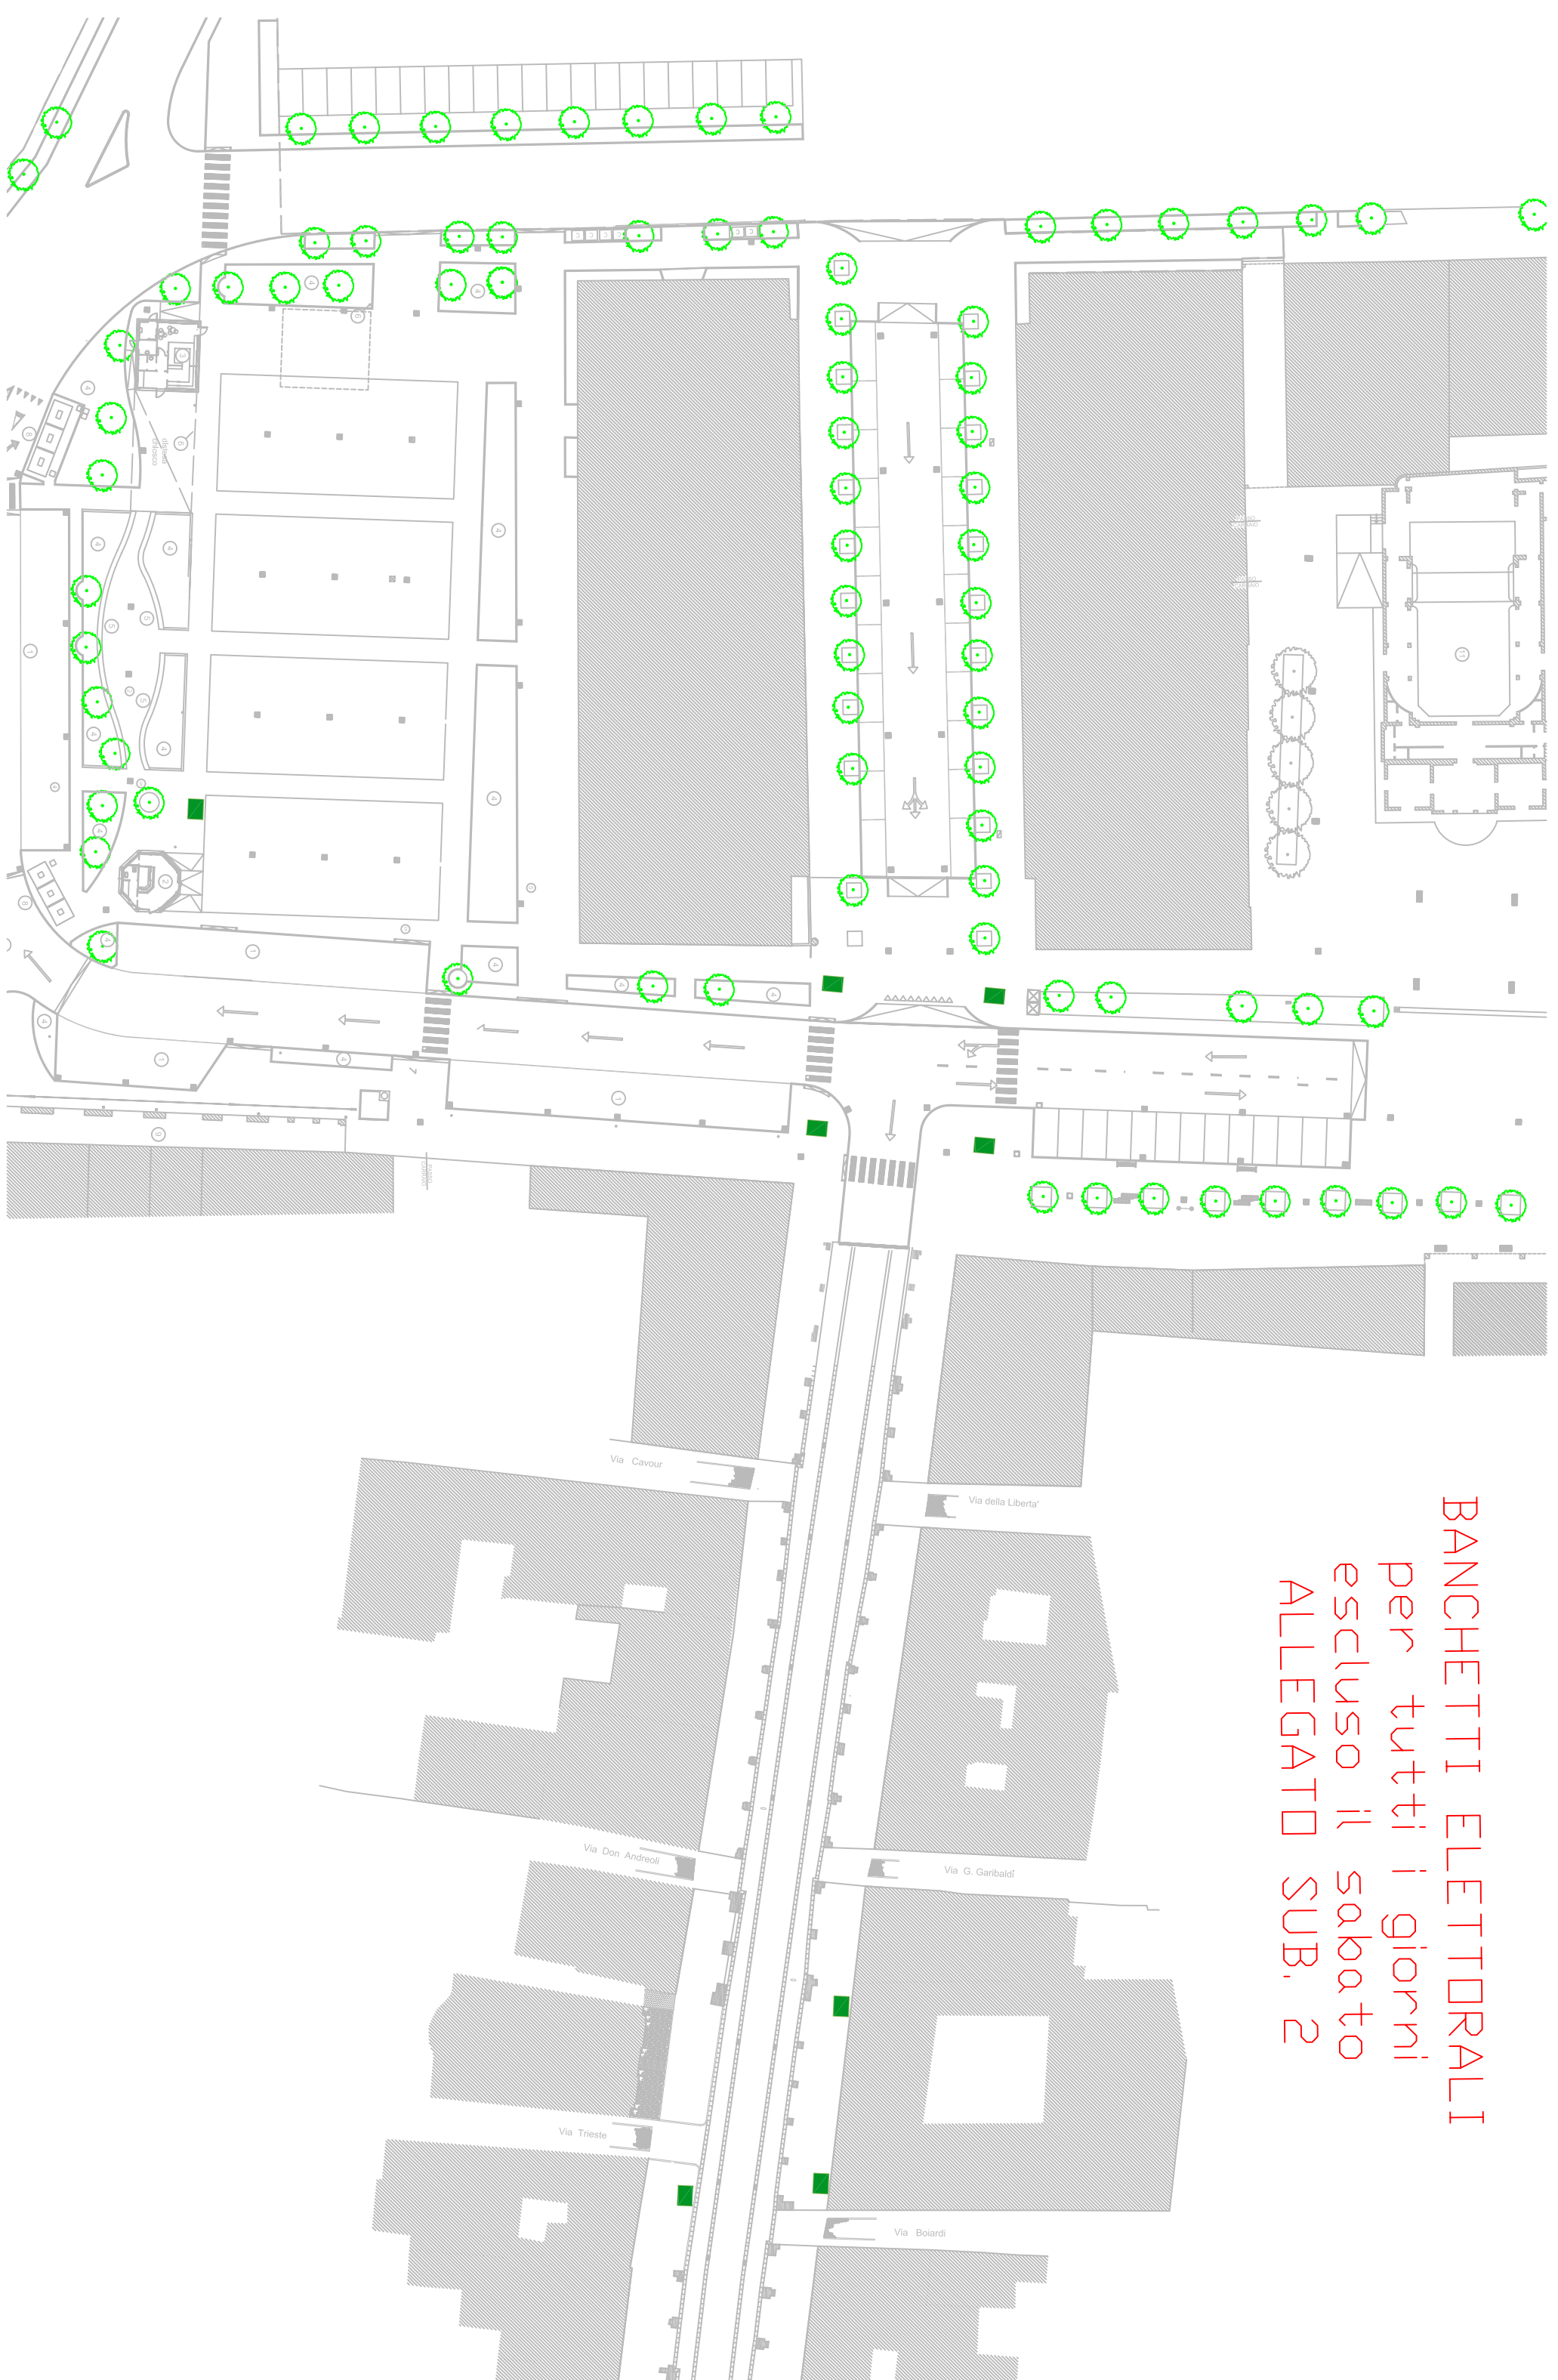 BANCHETTI ELETTORALI
per tutti i giorni
escluso il sabato
ALLEGATO SUB. 2
Via Cavour
Via della Liberta'
Via Don Andreoli
Via G. Garibaldi
Via Trieste
Via Boiardi